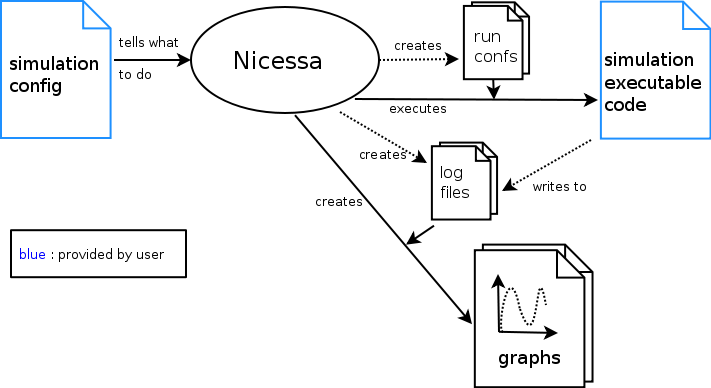 simulation
config
tells what
to do
Nicessa
creates
run
confs
simulation
executable
code
executes
creates
log
files
writes to
creates
blue : provided by user
graphs